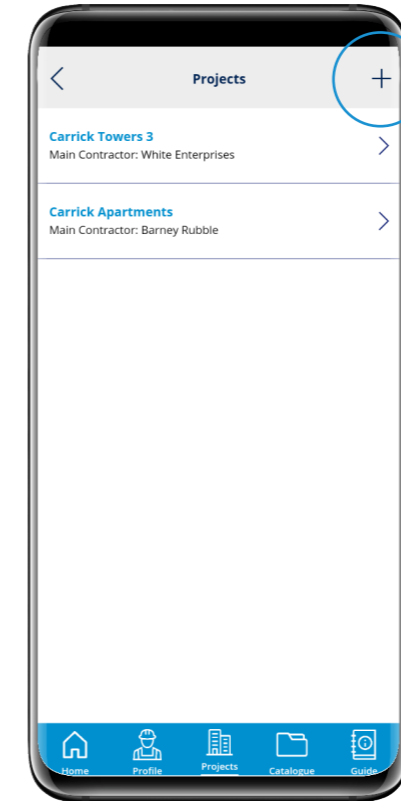 Projects
Carrick Towers 3
Main Contractor: White Enterprises
Carrick Apartments
Main Contractor: Barney Rubble
Home Profile Projects Catalogue Guide